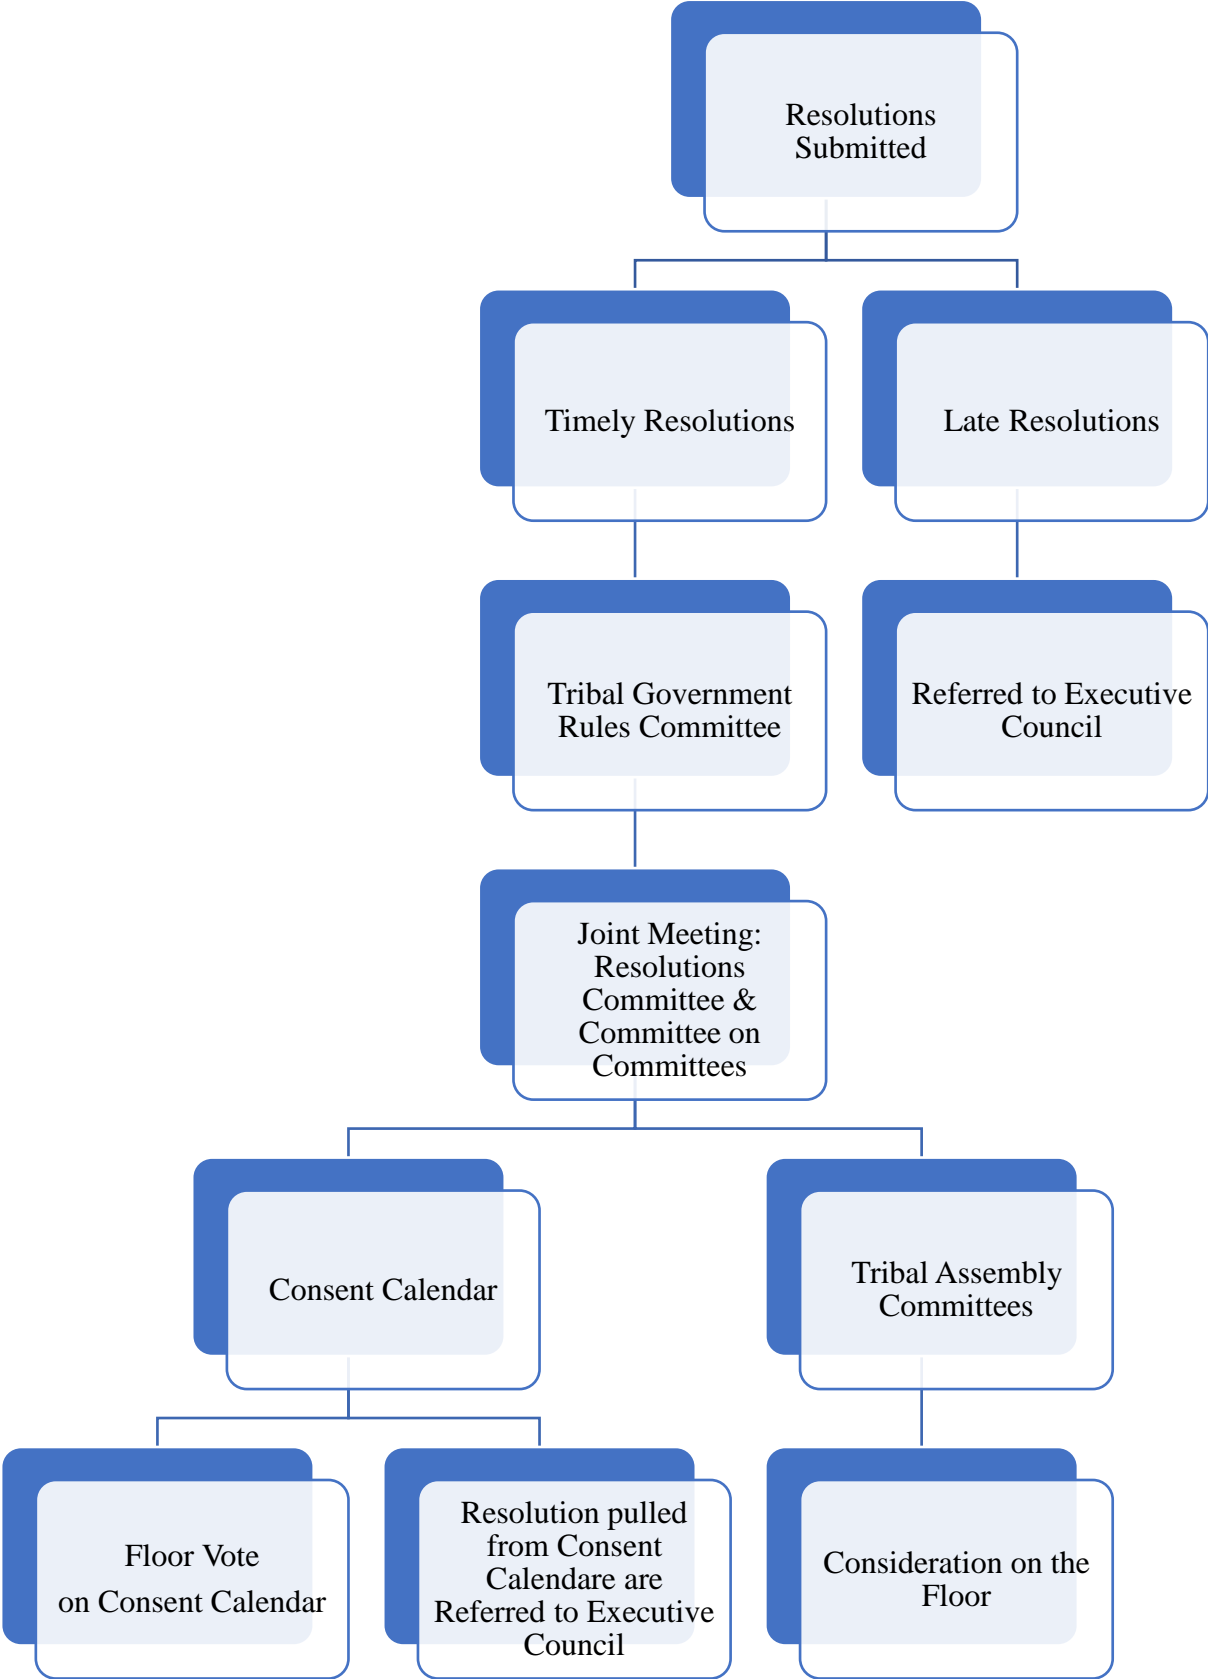 Resolutions
Submitted
Timely Resolutions
Late Resolutions
Tribal Government
Rules Committee
Referred to Executive
Council
Joint Meeting:
Resolutions
Committee &
Committee on
Committees
Consent Calendar
Tribal Assembly
Committees
Floor Vote
on Consent Calendar
Resolution pulled
from Consent
Calendare are
Referred to Executive
Council
Consideration on the
Floor